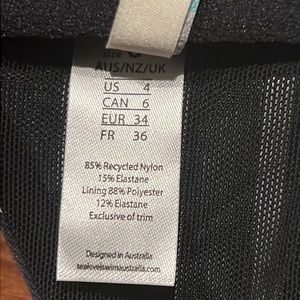 SIZE
AUS/NZ/UK
US 4
CAN 6
EUR 34
FR 36
85% Recycled Nylon
15% Elastane
Lining 88% Polyester
12% Elastane
Exclusive of trim
Designed in Australia
sealevelswimaustralia.com